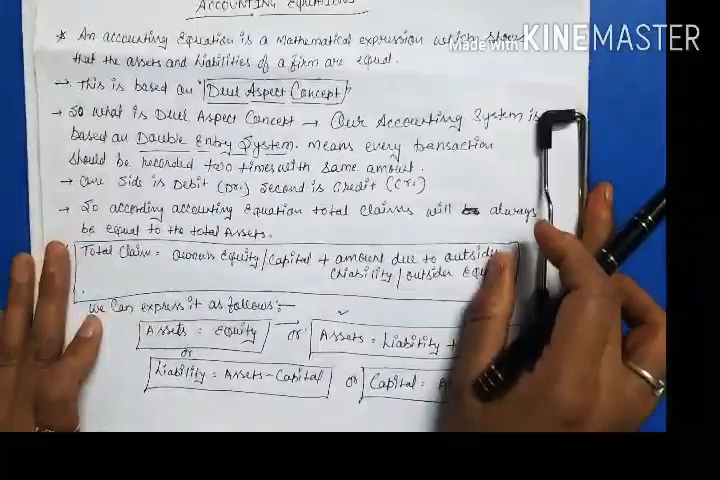 ACCOUNTING EQUATIONS
Made with KINEMASTER
* An accounting Equation is a Mathematical expression which shows
that the assets and Liabilities of a firm are equal.
→ This is based on "Duel Aspect Concept"
→ So what is Duel Aspect Concept → Our Accounting System is
based on Double Entry System. Means every transaction
should be recorded two times with same amount.
→ One Side is Debit (Dr.) Second is Credit (Cr.)
→ So according accounting Equation total claims will always
be equal to the total Assets.
Total Claim = owners Equity/Capital + amount due to outside
Liability/outsider
We can express it as follows:-
Assets = Equity → or Assets = Liability +
or
Liability = Assets - Capital or Capital =